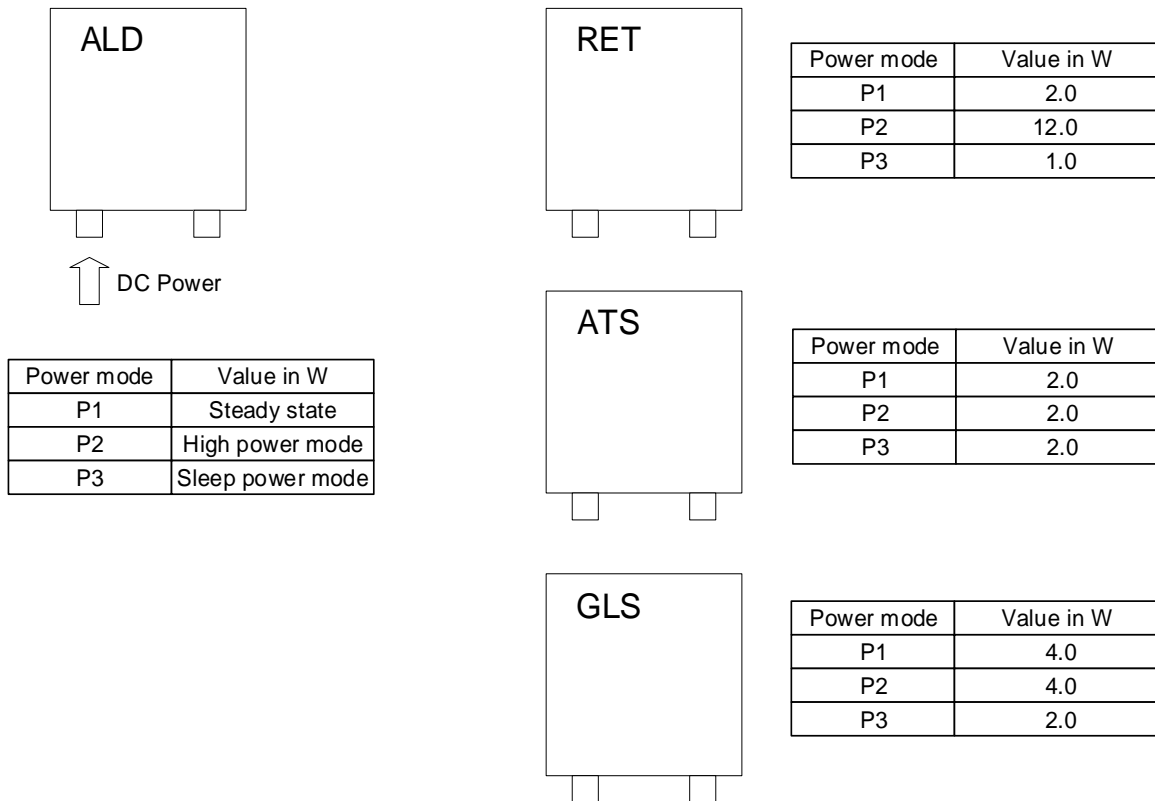 ALD
DC Power
Power mode Value in W
P1 Steady state
P2 High power mode
P3 Sleep power mode
RET
Power mode Value in W
P1 2.0
P2 12.0
P3 1.0
ATS
Power mode Value in W
P1 2.0
P2 2.0
P3 2.0
GLS
Power mode Value in W
P1 4.0
P2 4.0
P3 2.0